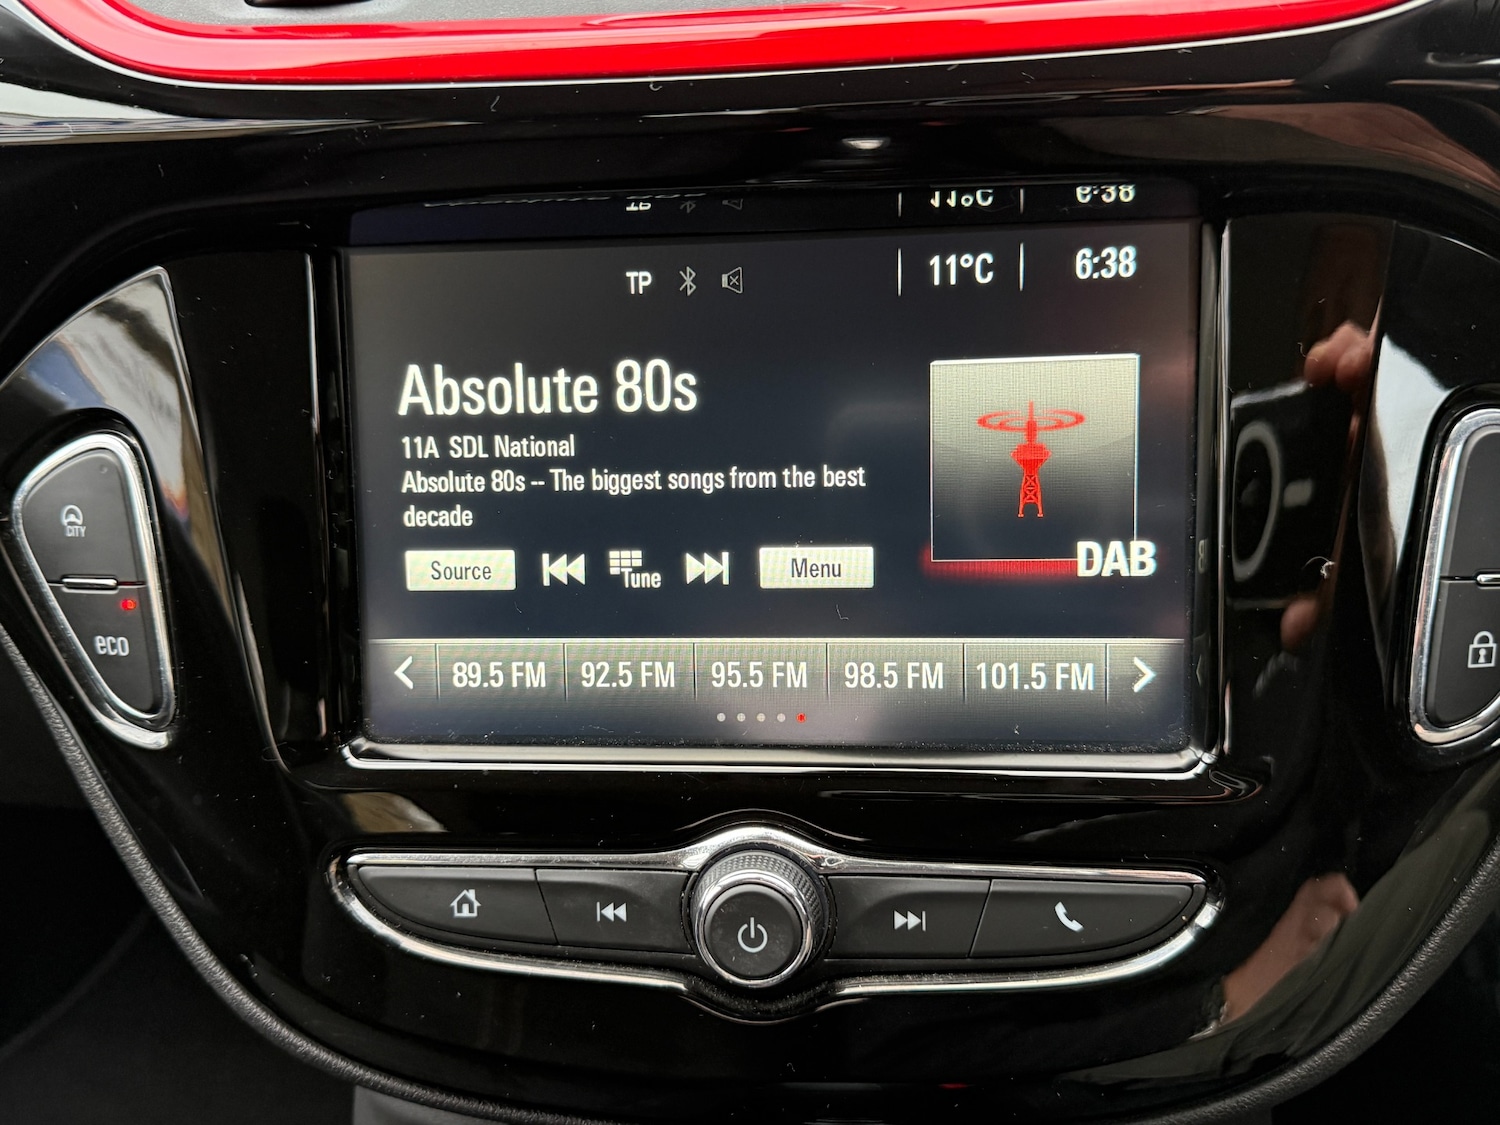 TP 11°C 6:38
Absolute 80s
11A SDL National
Absolute 80s -- The biggest songs from the best
decade
DAB
Source Tune Menu
89.5 FM 92.5 FM 95.5 FM 98.5 FM 101.5 FM
CITY
eco